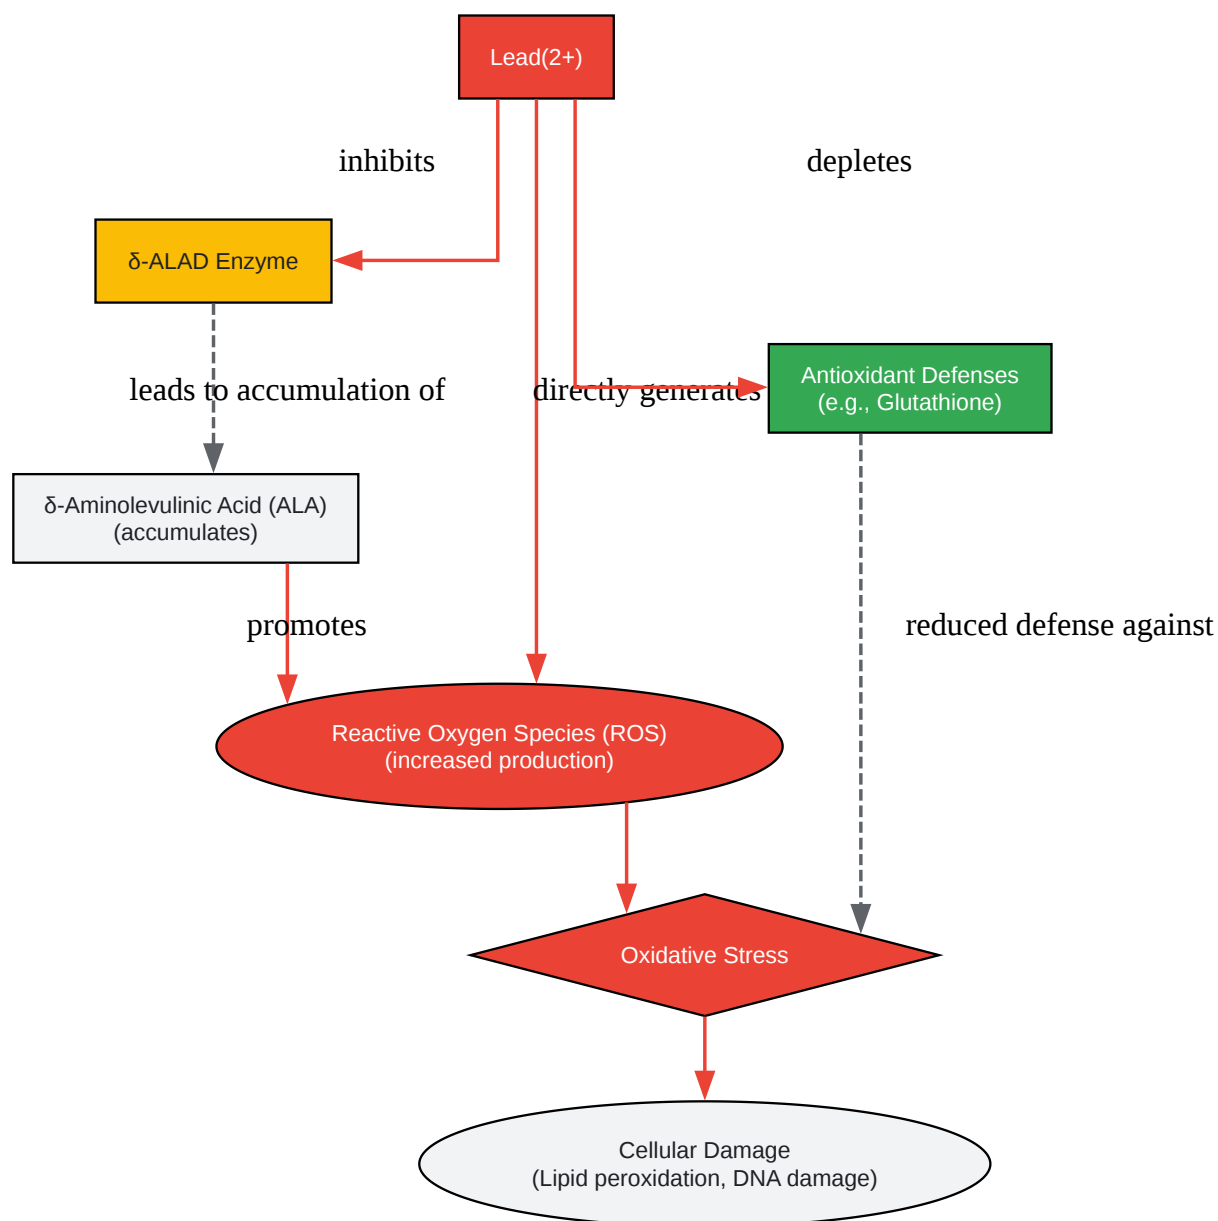 Lead(2+)
inhibits
depletes
δ-ALAD Enzyme
leads to accumulation of
directly generates
Antioxidant Defenses
(e.g., Glutathione)
δ-Aminolevulinic Acid (ALA)
(accumulates)
promotes
reduced defense against
Reactive Oxygen Species (ROS)
(increased production)
Oxidative Stress
Cellular Damage
(Lipid peroxidation, DNA damage)